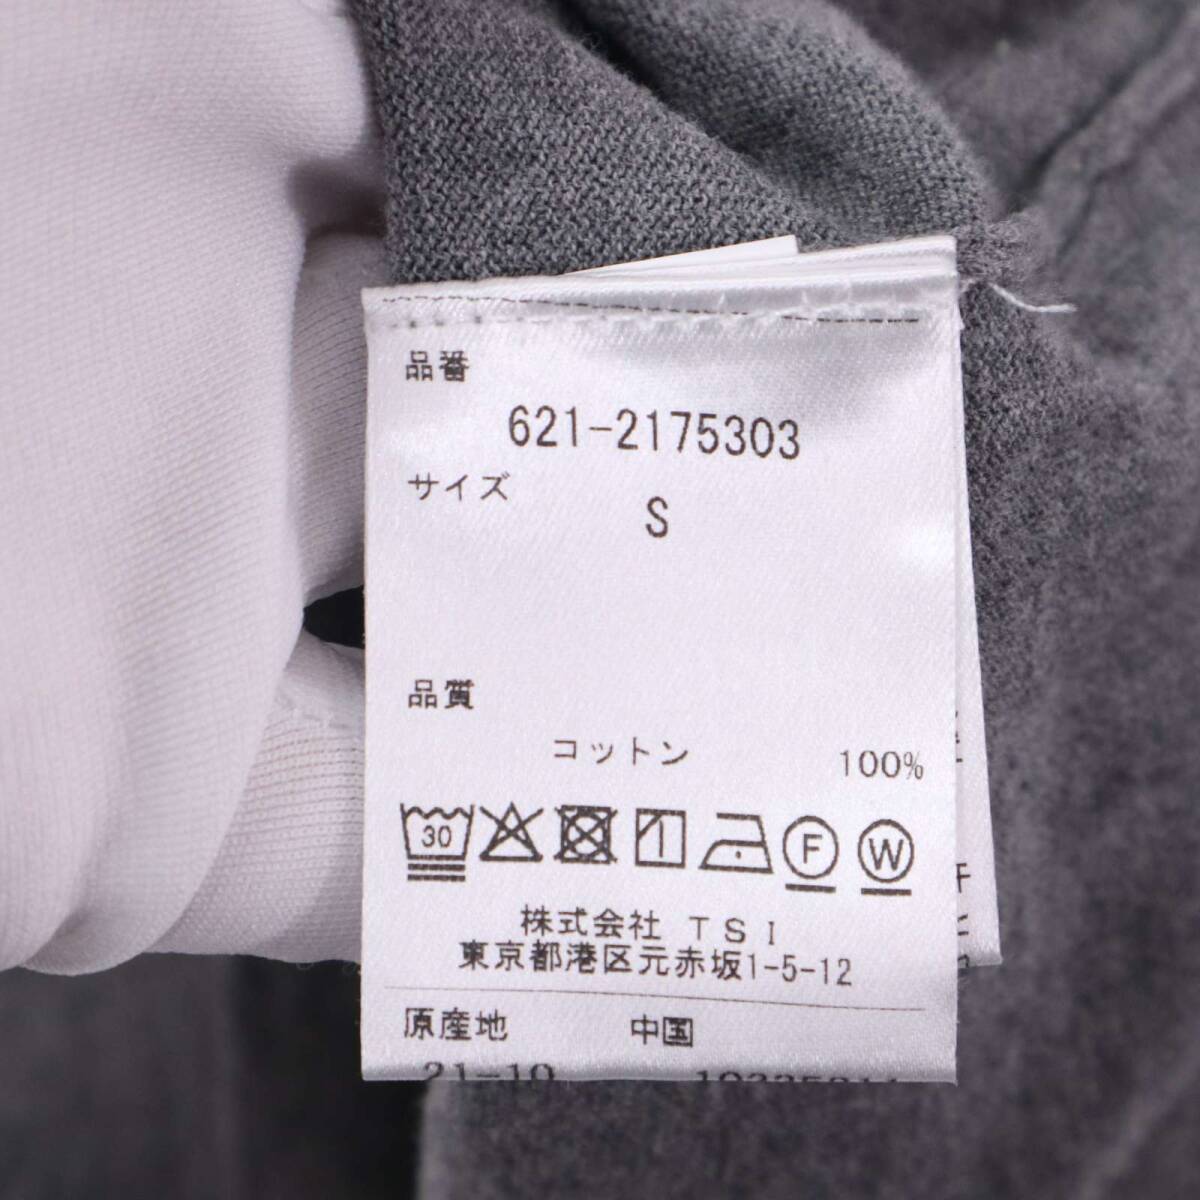 品番
621-2175303
サイズ
S
品質
コットン 100%
30 F W
株式会社 TSI
東京都港区元赤坂1-5-12
原産地 中国
21-10